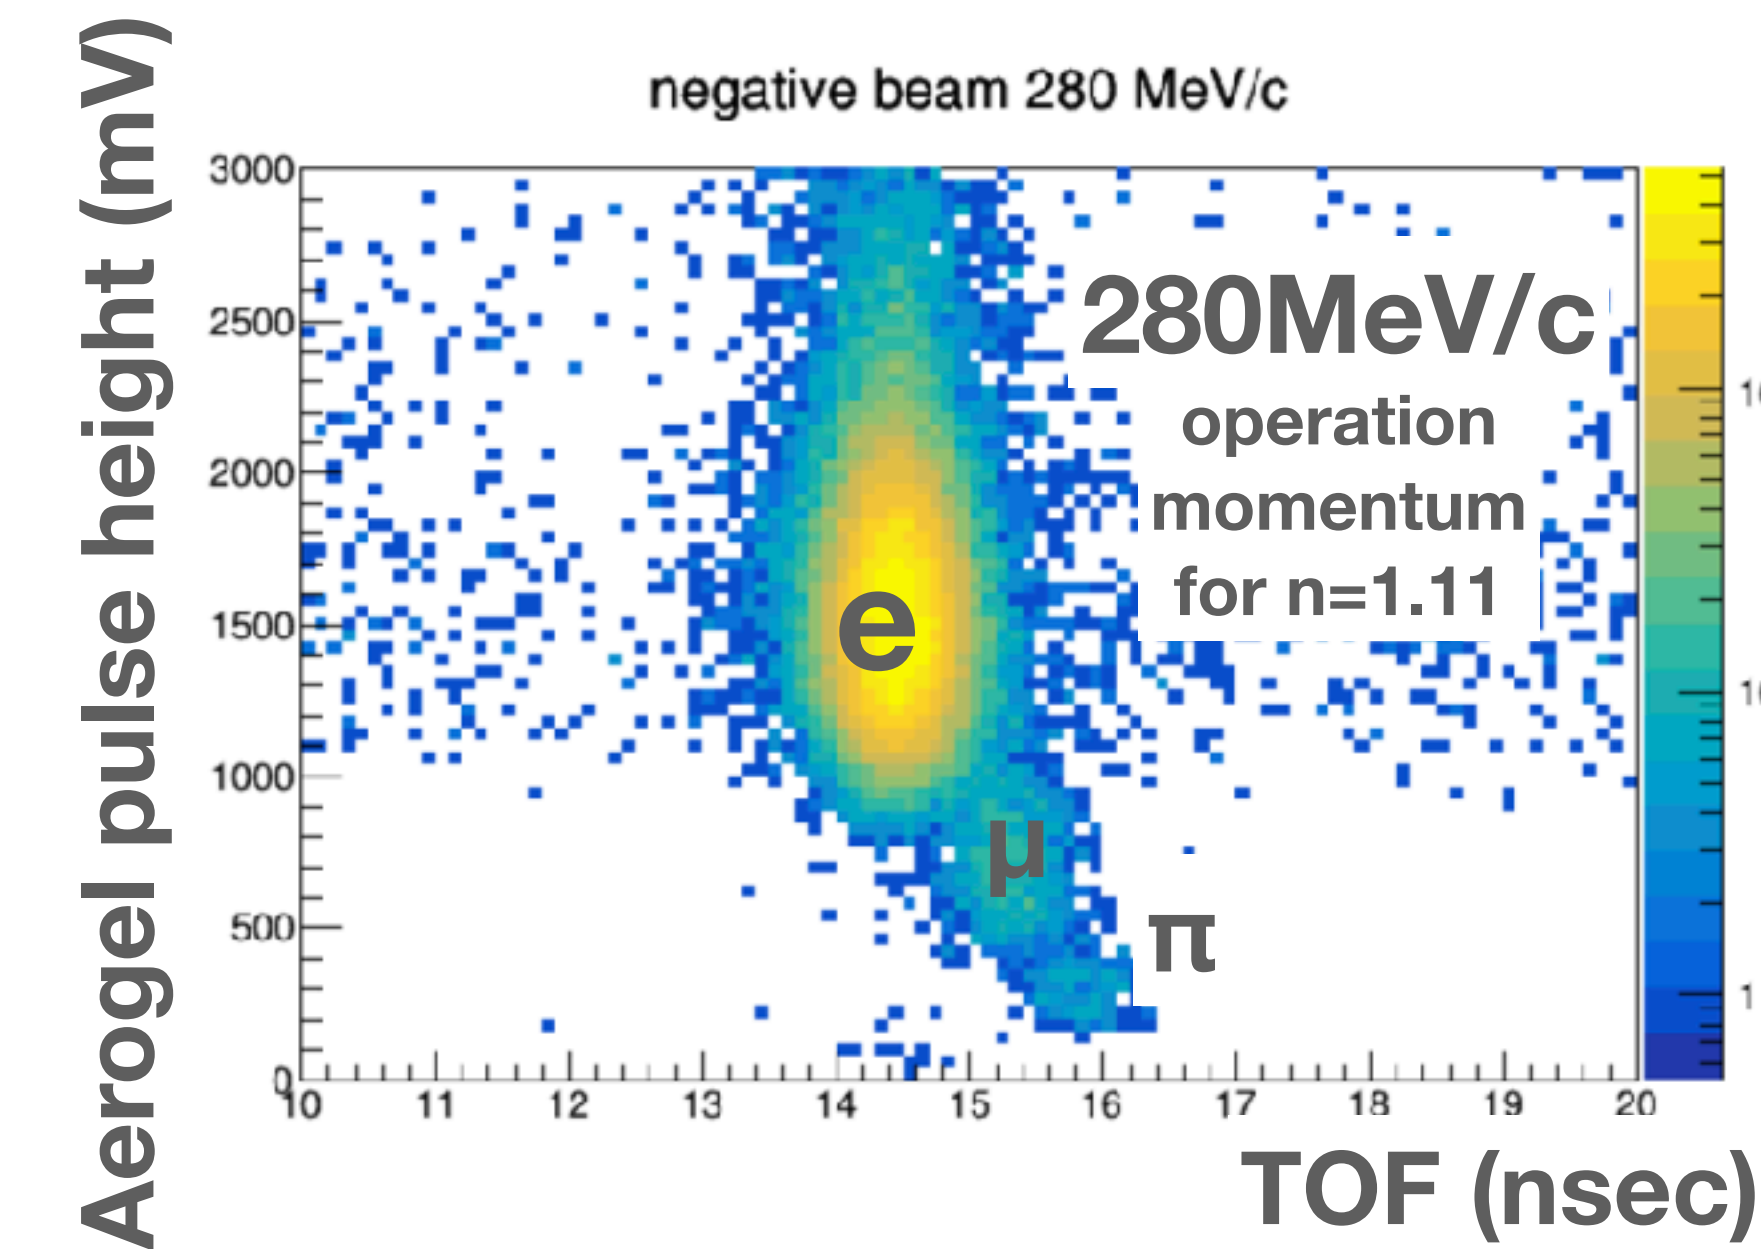 negative beam 280 MeV/c
Aerogel pulse height (mV)
3000
2500
2000
1500
1000
500
0
280MeV/c
operation
momentum
for n=1.11
e
μ
π
1
10 11 12 13 14 15 16 17 18 19 20
TOF (nsec)